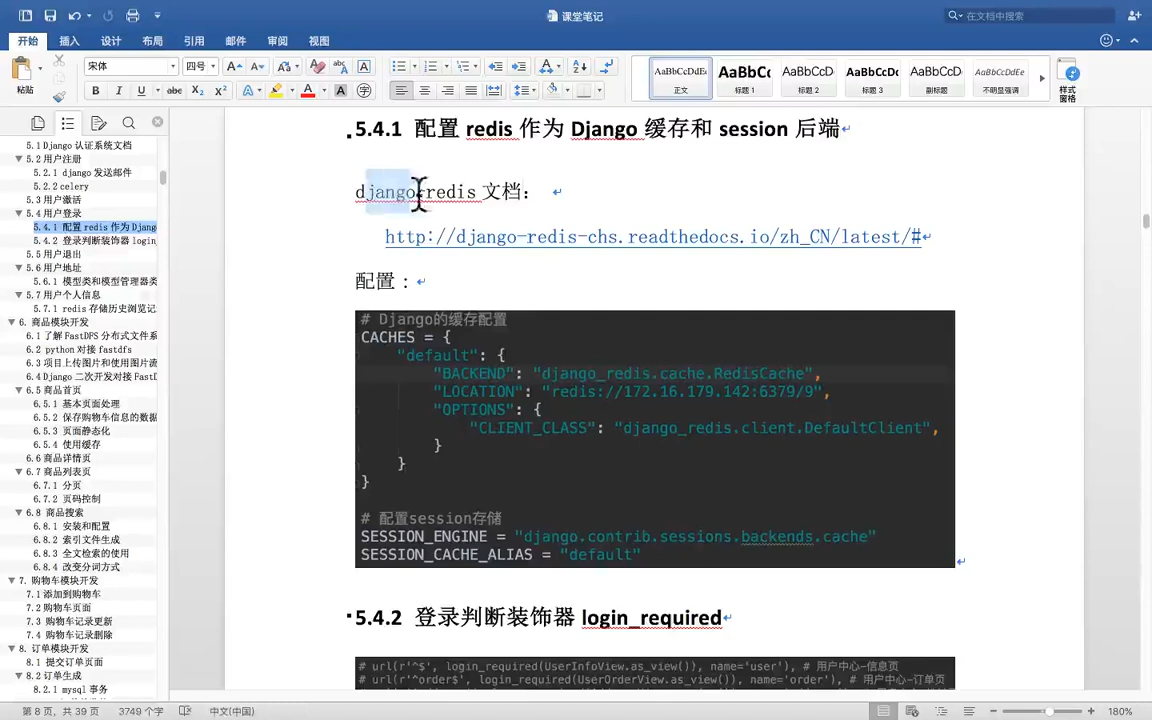 课堂笔记
在文档中搜索
开始 插入 设计 布局 引用 邮件 审阅 视图
粘贴
宋体 四号
AaBbCcDdEe AaBbCc AaBbCcD AaBbCcDc AaBbCcD AaBbCcDdEe
正文 标题 1 标题 2 标题 3 副标题 不明显强调 样式
窗格
5.1 Django 认证系统文档
5.2 用户注册
5.2.1 django 发送邮件
5.2.2 celery
5.3 用户激活
5.4 用户登录
5.4.1 配置 redis 作为 Django
5.4.2 登录判断装饰器 login_
5.5 用户退出
5.6 用户地址
5.6.1 模型类和模型管理器类
5.7 用户个人信息
5.7.1 redis 存储历史浏览记
6. 商品模块开发
6.1 了解 FastDFS 分布式文件系
6.2 python 对接 fastdfs
6.3 项目上传图片和使用图片流
6.4 Django 二次开发对接 FastD
6.5 商品首页
6.5.1 基本页面处理
6.5.2 保存购物车信息的数据
6.5.3 页面静态化
6.5.4 使用缓存
6.6 商品详情页
6.7 商品列表页
6.7.1 分页
6.7.2 页码控制
6.8 商品搜索
6.8.1 安装和配置
6.8.2 索引文件生成
6.8.3 全文检索的使用
6.8.4 改变分词方式
7. 购物车模块开发
7.1 添加到购物车
7.2 购物车页面
7.3 购物车记录更新
7.4 购物车记录删除
8. 订单模块开发
8.1 提交订单页面
8.2 订单生成
8.2.1 mysql 事务
5.4.1 配置 redis 作为 Django 缓存和 session 后端
django-redis 文档：
http://django-redis-chs.readthedocs.io/zh_CN/latest/#
配置：
# Django的缓存配置
CACHES = {
"default": {
"BACKEND": "django_redis.cache.RedisCache",
"LOCATION": "redis://172.16.179.142:6379/9",
"OPTIONS": {
"CLIENT_CLASS": "django_redis.client.DefaultClient",
}
}
}
# 配置session存储
SESSION_ENGINE = "django.contrib.sessions.backends.cache"
SESSION_CACHE_ALIAS = "default"
5.4.2 登录判断装饰器 login_required
# url(r'^$', login_required(UserInfoView.as_view()), name='user'), # 用户中心-信息页
# url(r'^order$', login_required(UserOrderView.as_view()), name='order'), # 用户中心-订单页
第 8 页，共 39 页 3749 个字 中文(中国) 180%